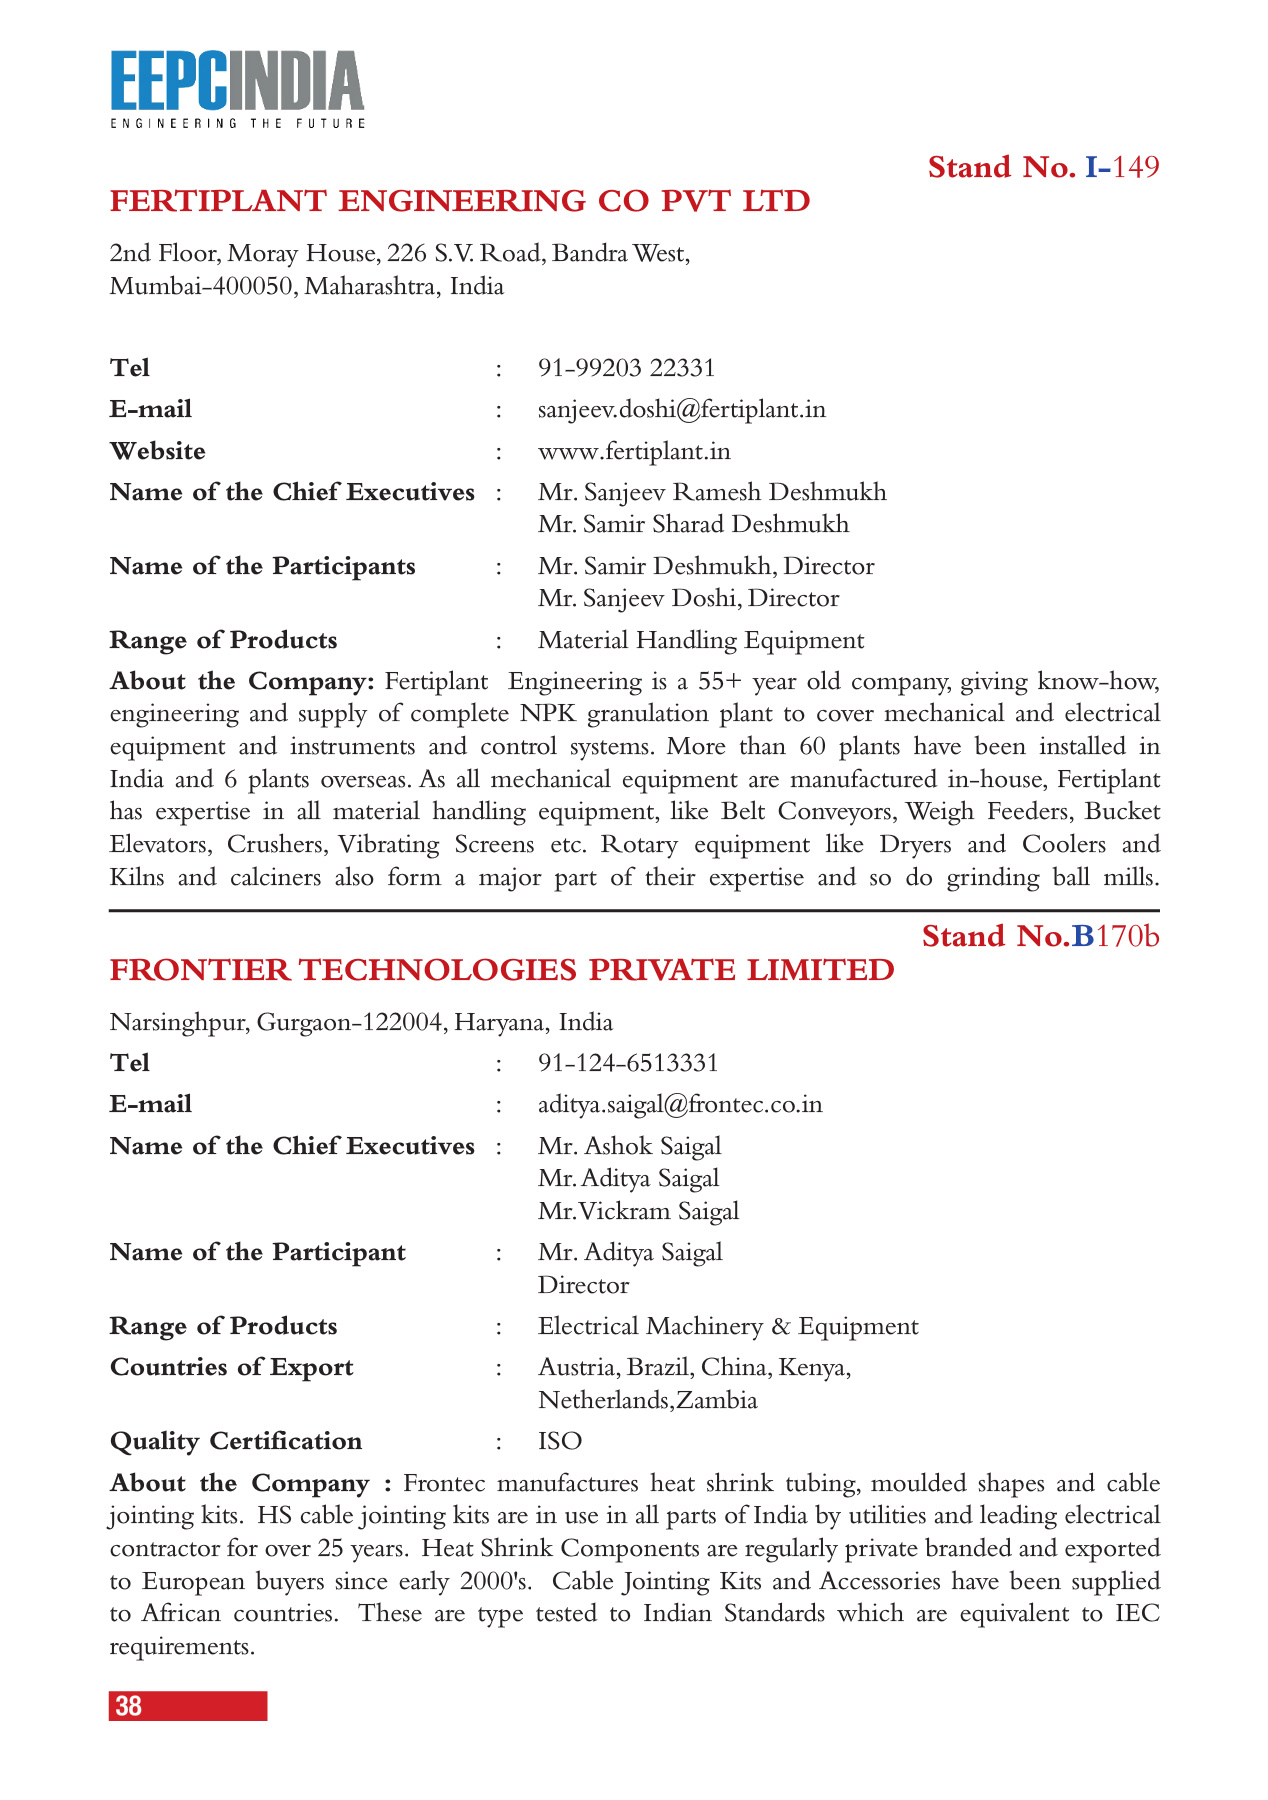 EEPCINDIA
ENGINEERING THE FUTURE
Stand No. I-149
FERTIPLANT ENGINEERING CO PVT LTD
2nd Floor, Moray House, 226 S.V. Road, Bandra West,
Mumbai-400050, Maharashtra, India
Tel : 91-99203 22331
E-mail : sanjeev.doshi@fertiplant.in
Website : www.fertiplant.in
Name of the Chief Executives : Mr. Sanjeev Ramesh Deshmukh
Mr. Samir Sharad Deshmukh
Name of the Participants : Mr. Samir Deshmukh, Director
Mr. Sanjeev Doshi, Director
Range of Products : Material Handling Equipment
About the Company: Fertiplant Engineering is a 55+ year old company, giving know-how,
engineering and supply of complete NPK granulation plant to cover mechanical and electrical
equipment and instruments and control systems. More than 60 plants have been installed in
India and 6 plants overseas. As all mechanical equipment are manufactured in-house, Fertiplant
has expertise in all material handling equipment, like Belt Conveyors, Weigh Feeders, Bucket
Elevators, Crushers, Vibrating Screens etc. Rotary equipment like Dryers and Coolers and
Kilns and calciners also form a major part of their expertise and so do grinding ball mills.
Stand No.B170b
FRONTIER TECHNOLOGIES PRIVATE LIMITED
Narsinghpur, Gurgaon-122004, Haryana, India
Tel : 91-124-6513331
E-mail : aditya.saigal@frontec.co.in
Name of the Chief Executives : Mr. Ashok Saigal
Mr. Aditya Saigal
Mr.Vickram Saigal
Name of the Participant : Mr. Aditya Saigal
Director
Range of Products : Electrical Machinery & Equipment
Countries of Export : Austria, Brazil, China, Kenya,
Netherlands,Zambia
Quality Certification : ISO
About the Company : Frontec manufactures heat shrink tubing, moulded shapes and cable
jointing kits. HS cable jointing kits are in use in all parts of India by utilities and leading electrical
contractor for over 25 years. Heat Shrink Components are regularly private branded and exported
to European buyers since early 2000's. Cable Jointing Kits and Accessories have been supplied
to African countries. These are type tested to Indian Standards which are equivalent to IEC
requirements.
38